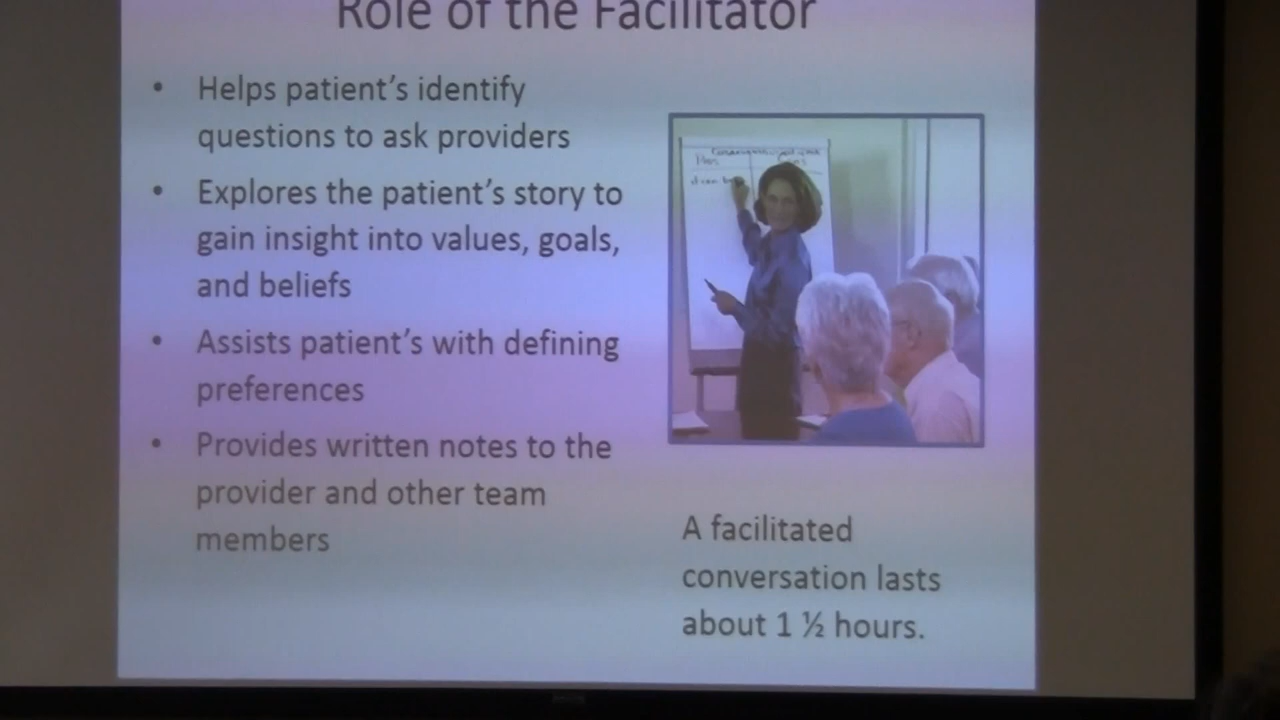 Role of the Facilitator
• Helps patient's identify
questions to ask providers
• Explores the patient's story to
gain insight into values, goals,
and beliefs
• Assists patient's with defining
preferences
• Provides written notes to the
provider and other team
members
A facilitated
conversation lasts
about 1 ½ hours.